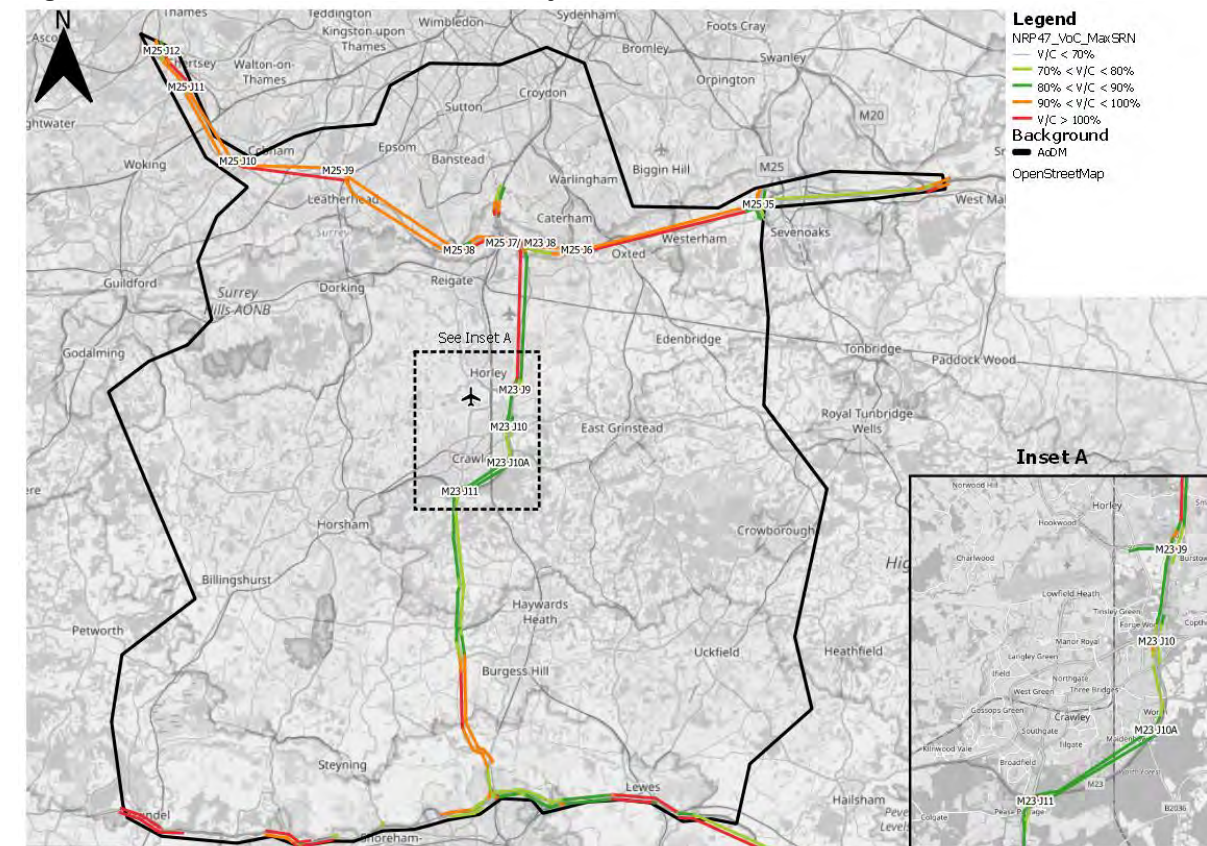 N
Thames
Teddington
Wimbledon
Sydenham
Foots Cray
Kingston upon
Thames
Bromley
Swanley
M25 J12
Walton-on-
Thames
M25 J11
Croydon
Orpington
Sutton
M20
Epsom
Woking
M25 J10
M25 J9
Banstead
Warlingham
Biggin Hill
M25
Leatherhead
Surrey
Caterham
M25 J5
West Mal
Sevenoaks
M25 J8
M25 J7/ M23 J8
M25 J6
Oxted
Westerham
Guildford
Dorking
Reigate
Surrey
Hills AONB
See Inset A
Edenbridge
Tonbridge
Paddock Wood
Godalming
Horley
M23 J9
Royal Tunbridge
Wells
M23 J10
East Grinstead
M23 J10A
M23 J11
Horsham
Crowborough
Billingshurst
Haywards
Heath
Petworth
Uckfield
Heathfield
Burgess Hill
Steyning
Lewes
Hailsham
Shoreham-
Legend
NRP47_VoC_MaxSRN
V/C < 70%
70% < V/C < 80%
80% < V/C < 90%
90% < V/C < 100%
V/C > 100%
Background
AoDM
OpenStreetMap
Inset A
Norwood Hill
Horley
Hookwood
Charlwood
M23 J9
Burstow
Lowfield Heath
Tinsley Green
Manor Royal
M23 J10
Langley Green
Ifield
Northgate
West Green
Three Bridges
Gossops Green
Crawley
Southgate
Tilgate
M23 J10A
Broadfield
M23
M23 J11
Pease Pottage
Colgate
B2036